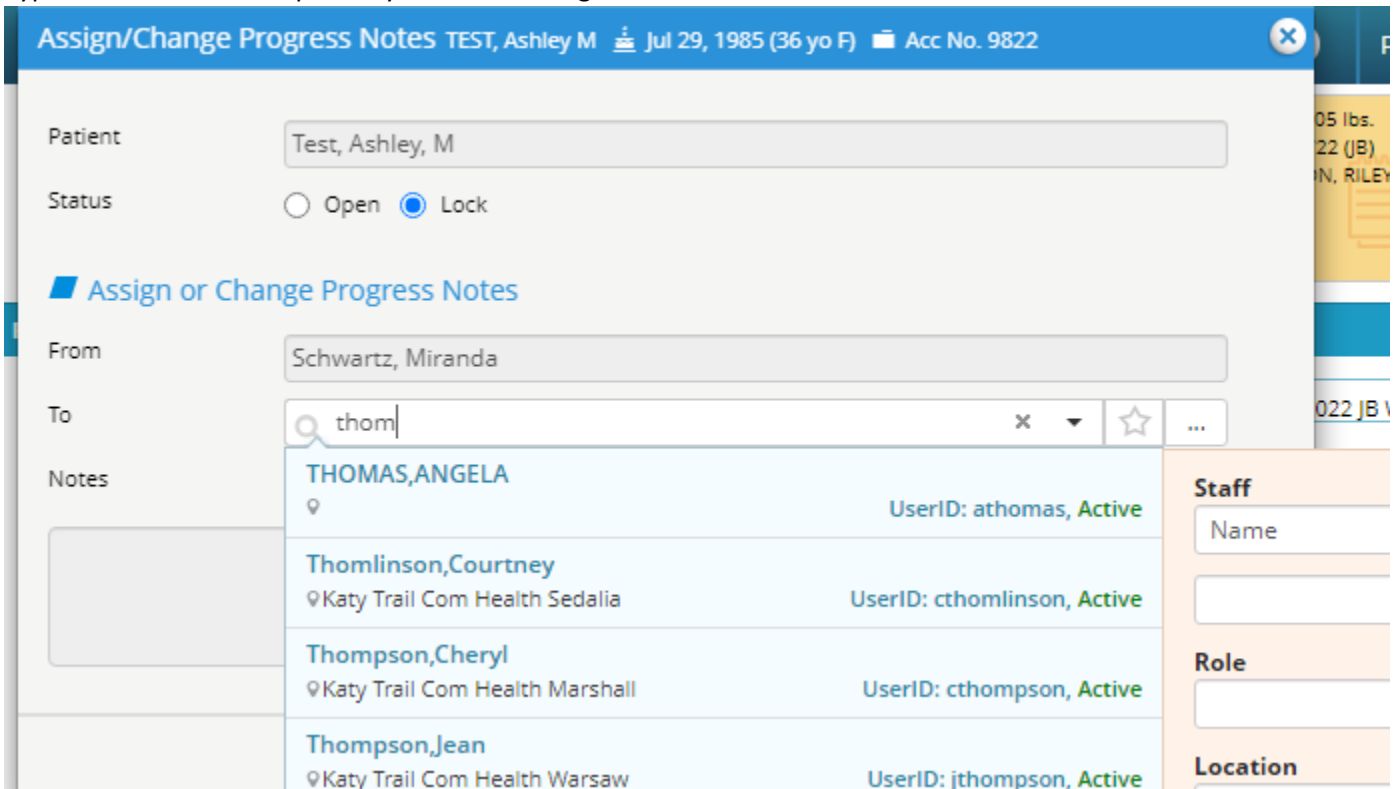 Assign/Change Progress Notes TEST, Ashley M Jul 29, 1985 (36 yo F) Acc No. 9822
Patient
Test, Ashley, M
Status
Open Lock
Assign or Change Progress Notes
From
Schwartz, Miranda
To
thom
...
Notes
THOMAS,ANGELA
UserID: athomas, Active
Thomlinson,Courtney
Katy Trail Com Health Sedalia UserID: cthomlinson, Active
Thompson,Cheryl
Katy Trail Com Health Marshall UserID: cthompson, Active
Thompson,Jean
Katy Trail Com Health Warsaw UserID: jthompson, Active
Staff
Name
Role
Location
05 lbs.
22 (JB)
N, RILEY
022 JB